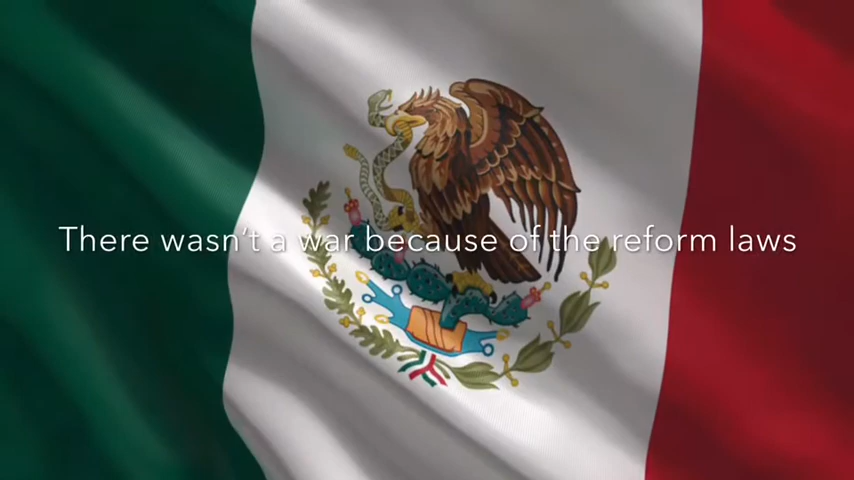 There wasn’t a war because of the reform laws